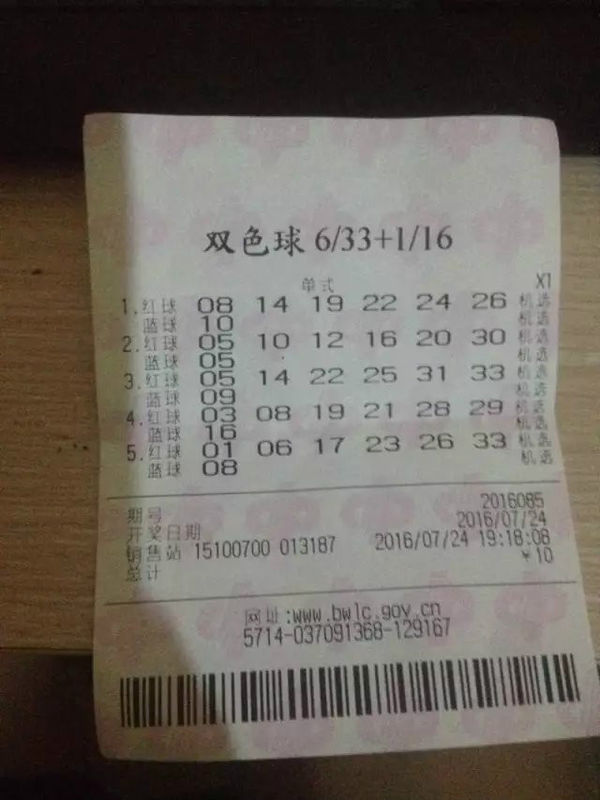 双色球 6/33+1/16
单式 X1
1.红球 08 14 19 22 24 26 机选
蓝球 10 机选
2.红球 05 10 12 16 20 30 机选
蓝球 05 机选
3.红球 05 14 22 25 31 33 机选
蓝球 09 机选
4.红球 03 08 19 21 28 29 机选
蓝球 16 机选
5.红球 01 06 17 23 26 33 机选
蓝球 08 机选
期号 2016085
开奖日期 2016/07/24
销售站 15100700 013187 2016/07/24 19:18:08
总计 ¥10
网址:www.bwlc.gov.cn
5714-037091368-129167